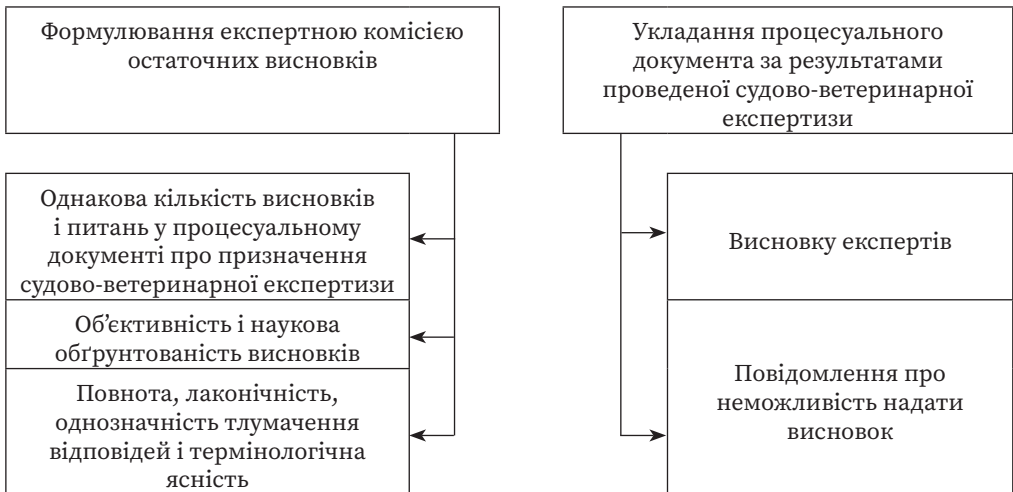 Формулювання експертною комісією
остаточних висновків
Однакова кількість висновків
і питань у процесуальному
документі про призначення
судово-ветеринарної експертизи
Об’єктивність і наукова
обґрунтованість висновків
Повнота, лаконічність,
однозначність тлумачення
відповідей і термінологічна
ясність
Укладання процесуального
документа за результатами
проведеної судово-ветеринарної
експертизи
Висновку експертів
Повідомлення про
неможливість надати
висновок